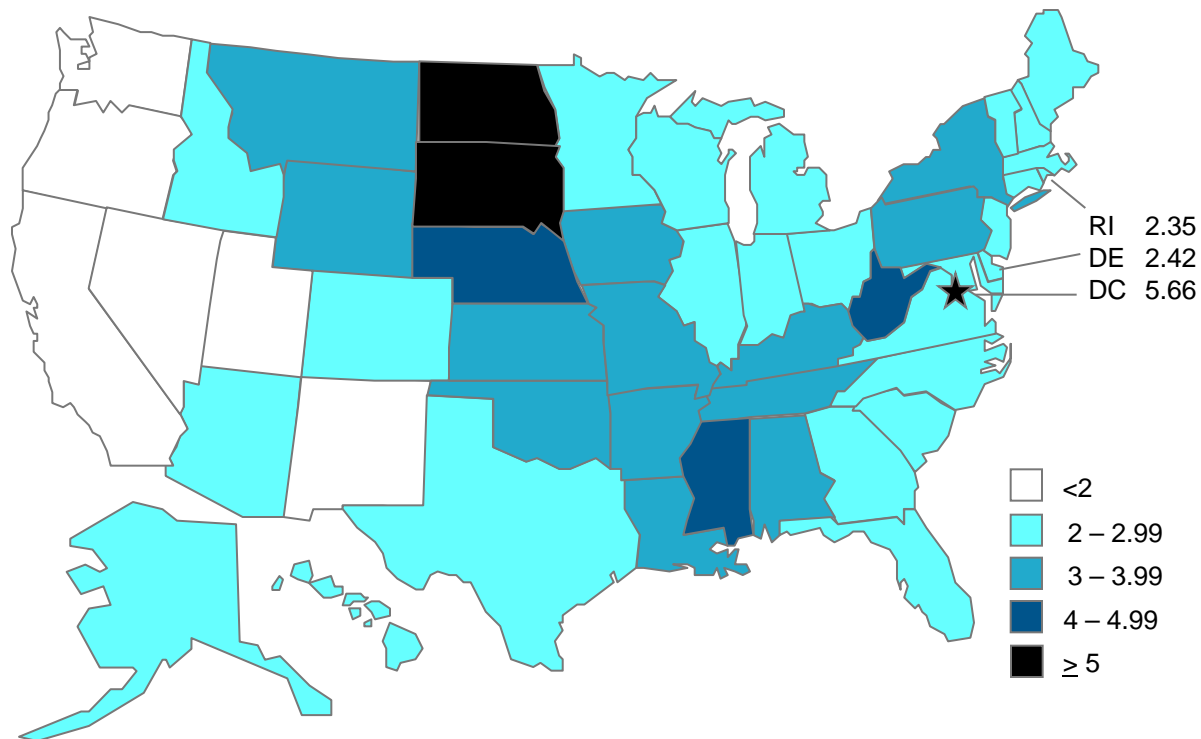 RI 2.35
DE 2.42
DC 5.66
<2
2 – 2.99
3 – 3.99
4 – 4.99
≥ 5